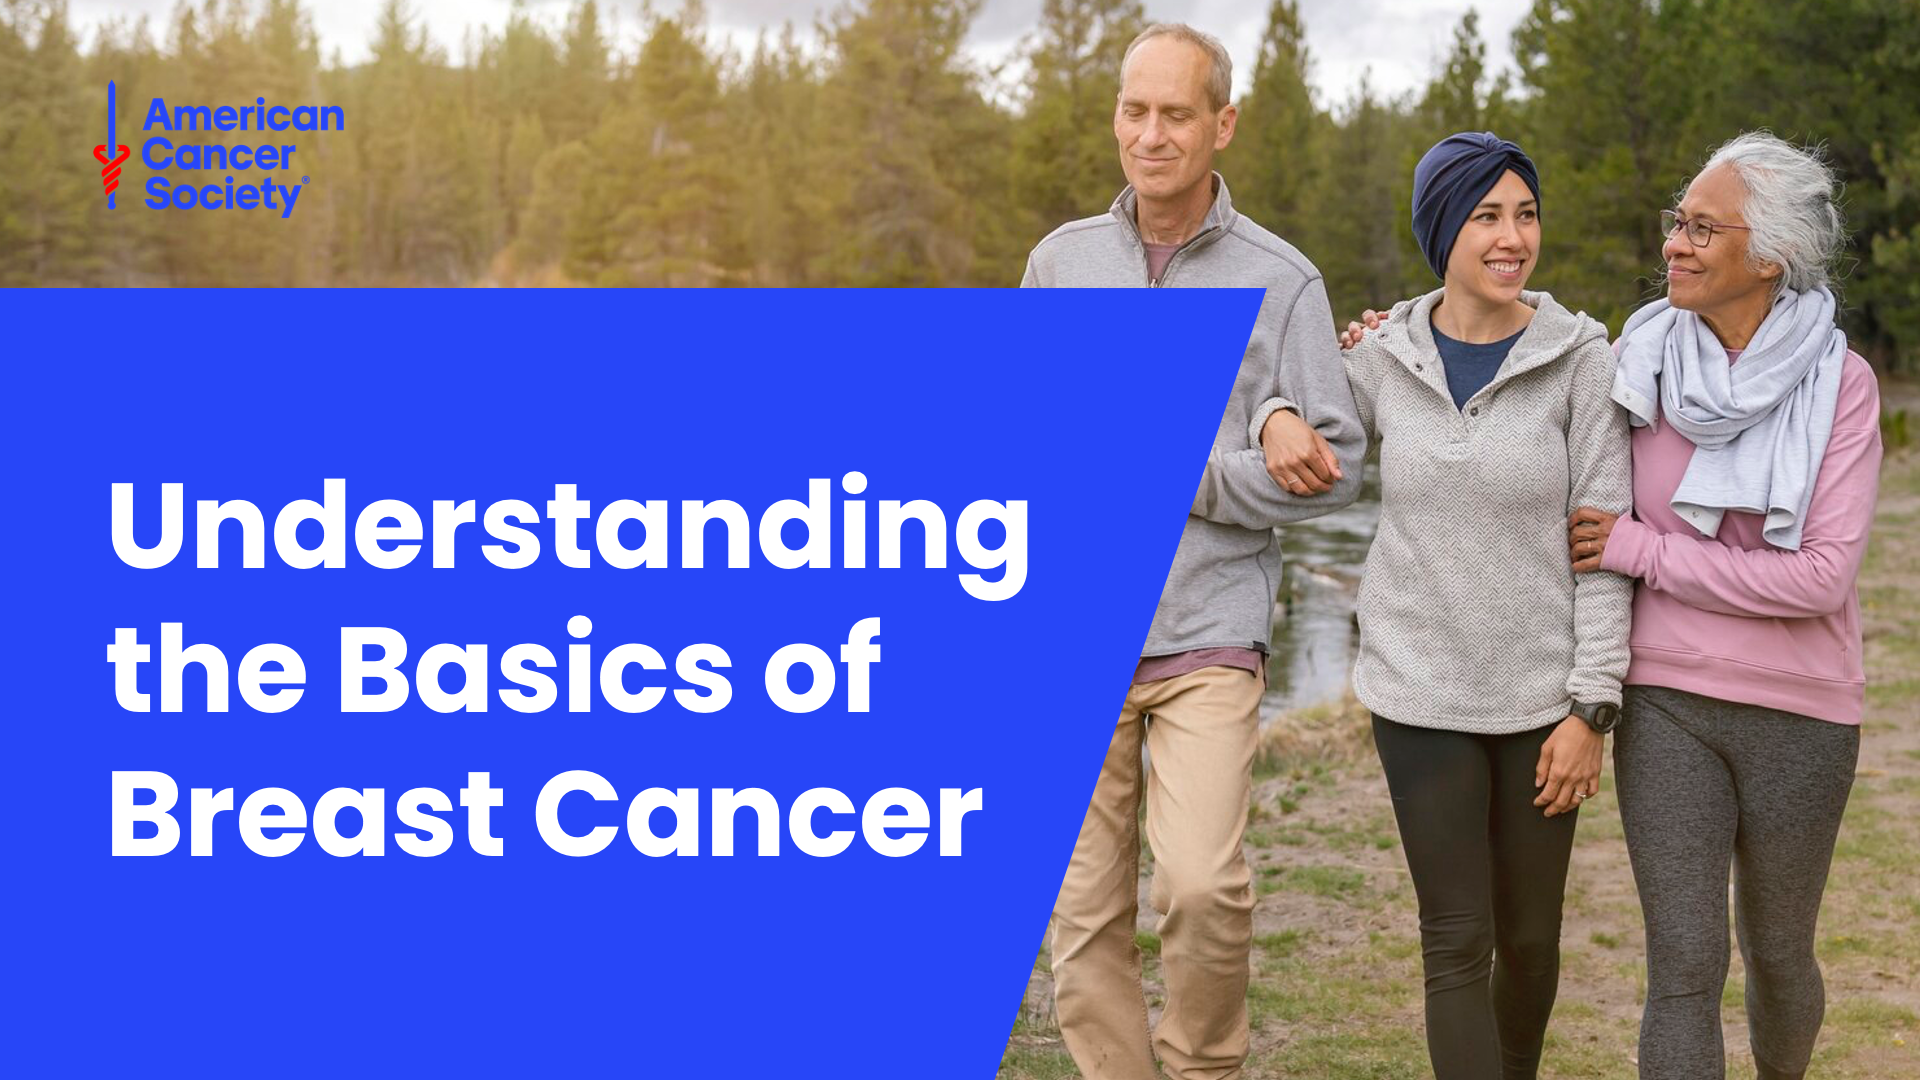 American
Cancer
Society®
Understanding
the Basics of
Breast Cancer